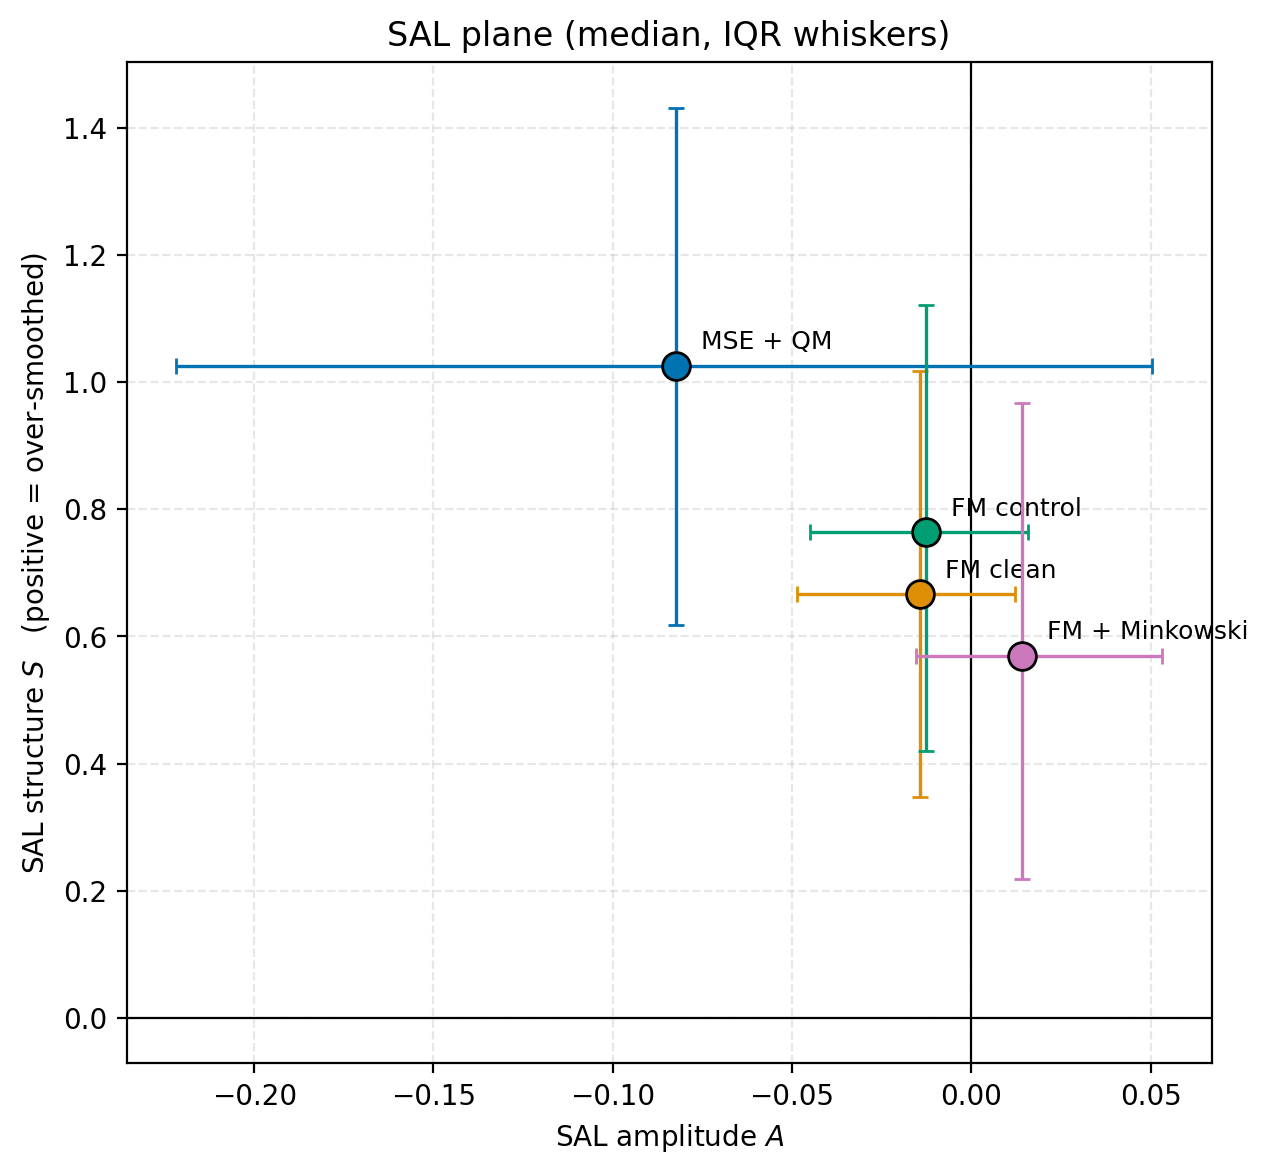 SAL plane (median, IQR whiskers)
SAL structure S (positive = over-smoothed)
1.4
1.2
1.0
0.8
0.6
0.4
0.2
0.0
MSE + QM
FM control
FM clean
FM + Minkowski
−0.20
−0.15
−0.10
−0.05
0.00
0.05
SAL amplitude A